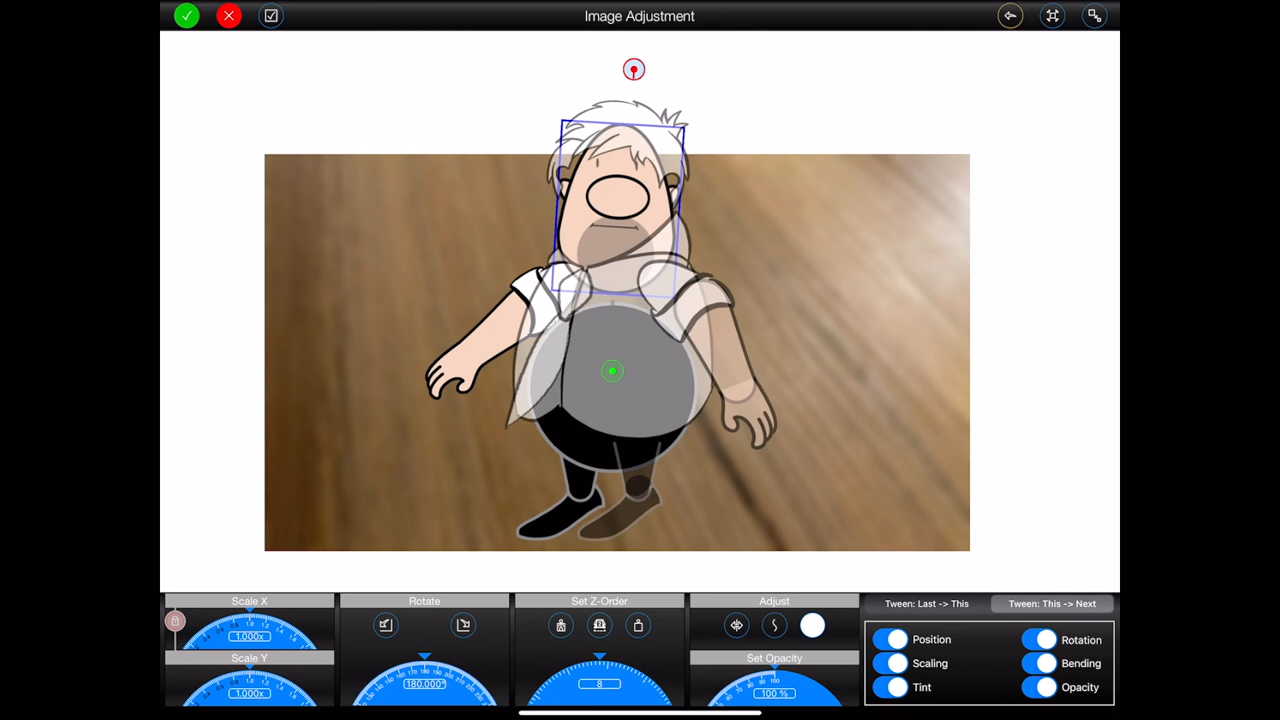 Image Adjustment
Scale X
1.000x
Scale Y
1.000x
Rotate
180.000°
Set Z-Order
8
Adjust
Set Opacity
100 %
Tween: Last -> This
Tween: This -> Next
Position
Rotation
Scaling
Bending
Tint
Opacity